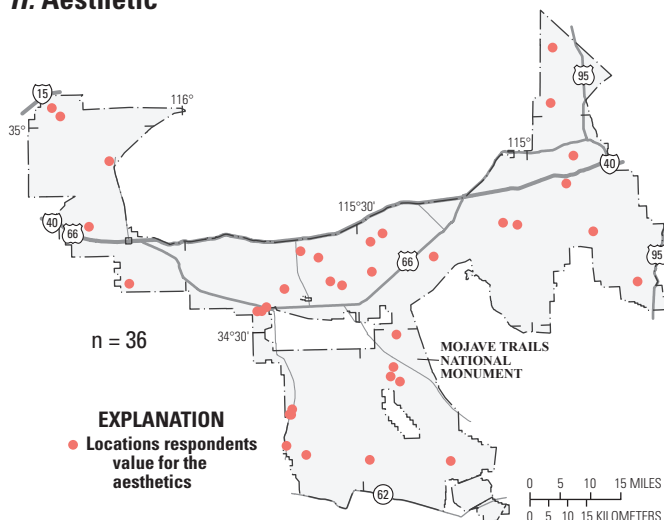 Aesthetic
15
116°
35°
95
115°
40
115°30'
40
66
66
95
34°30'
n = 36
MOJAVE TRAILS
NATIONAL
MONUMENT
EXPLANATION
Locations respondents
value for the
aesthetics
62
0 5 10 15 MILES
0 5 10 15 KILOMETERS